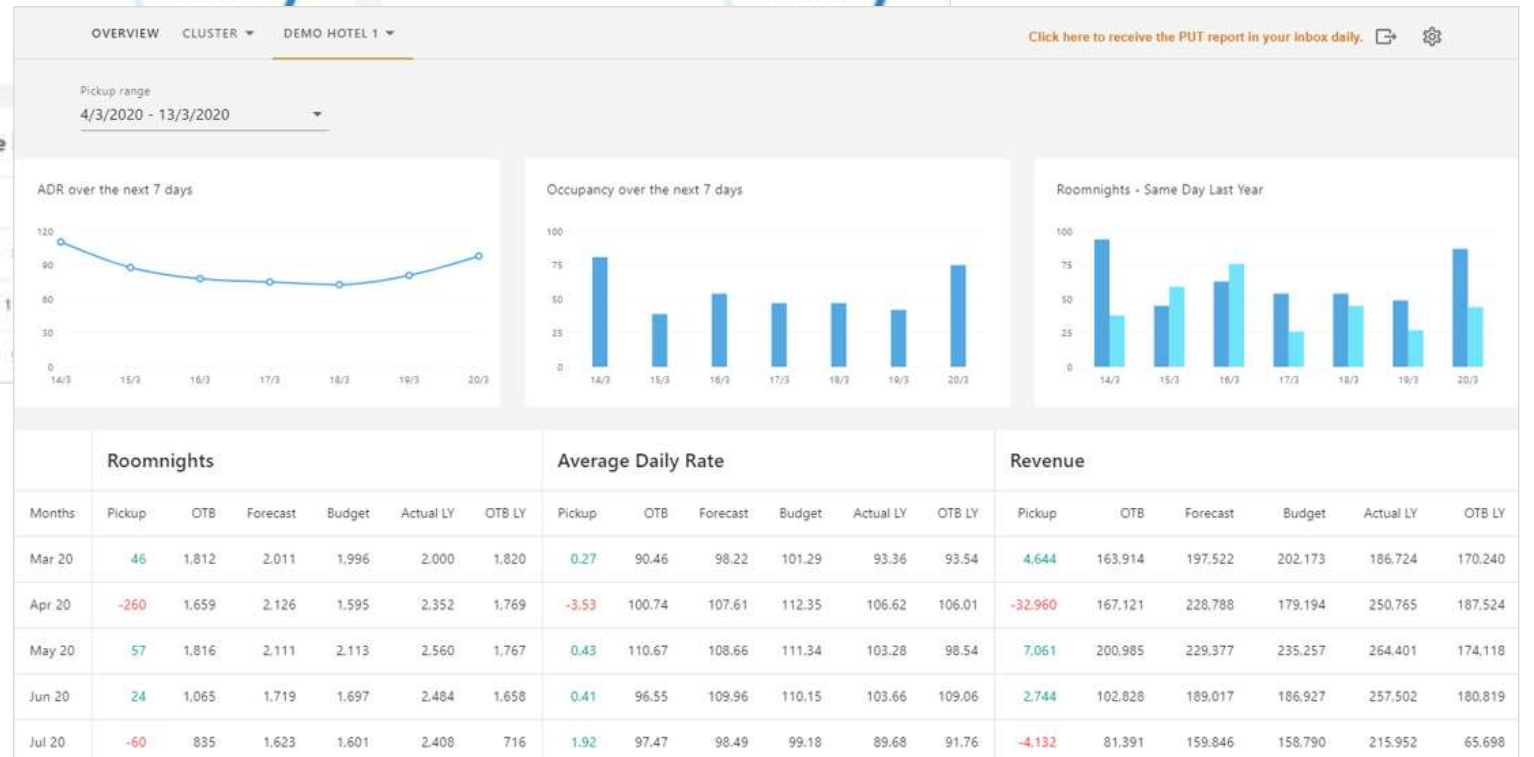 OVERVIEW CLUSTER DEMO HOTEL 1 Click here to receive the PUT report in your inbox daily.
Pickup range
4/3/2020 - 13/3/2020
ADR over the next 7 days
120
90
60
30
0
14/3 15/3 16/3 17/3 18/3 19/3 20/3
Occupancy over the next 7 days
100
75
50
25
0
14/3 15/3 16/3 17/3 18/3 19/3 20/3
Roomnights - Same Day Last Year
100
75
50
25
0
14/3 15/3 16/3 17/3 18/3 19/3 20/3
Roomnights Average Daily Rate Revenue
Months Pickup OTB Forecast Budget Actual LY OTB LY Pickup OTB Forecast Budget Actual LY OTB LY Pickup OTB Forecast Budget Actual LY OTB LY
Mar 20 46 1,812 2,011 1,996 2,000 1,820 0.27 90.46 98.22 101.29 93.36 93.54 4,644 163,914 197,522 202,173 186,724 170,240
Apr 20 -260 1,659 2,126 1,595 2,352 1,769 -3.53 100.74 107.61 112.35 106.62 106.01 -32,960 167,121 228,788 179,194 250,765 187,524
May 20 57 1,816 2,111 2,113 2,560 1,767 0.43 110.67 108.66 111.34 103.28 98.54 7,061 200,985 229,377 235,257 264,401 174,118
Jun 20 24 1,065 1,719 1,697 2,484 1,658 0.41 96.55 109.96 110.15 103.66 109.06 2,744 102,828 189,017 186,927 257,502 180,819
Jul 20 -60 835 1,623 1,601 2,408 716 1.92 97.47 98.49 99.18 89.68 91.76 -4,132 81,391 159,846 158,790 215,952 65,698